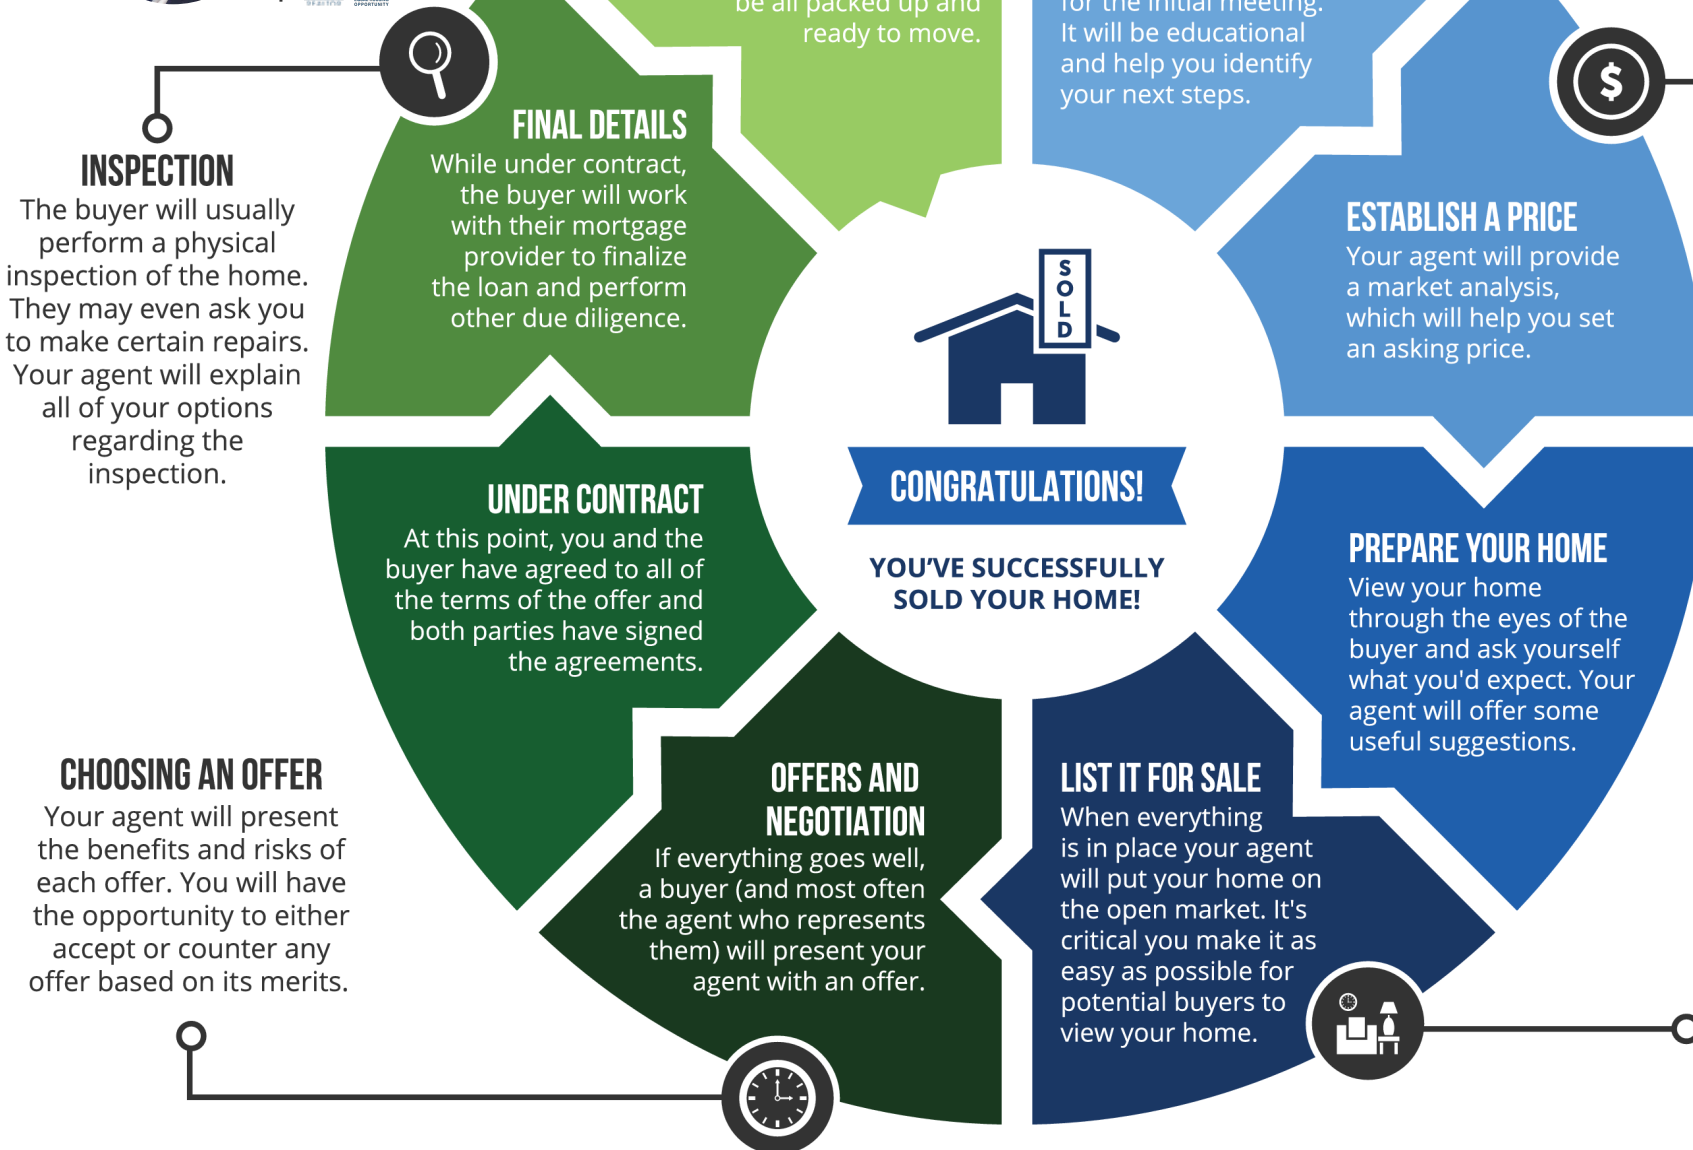 OPPORTUNITY
be all packed up and
ready to move.
for the initial meeting.
It will be educational
and help you identify
your next steps.
$
FINAL DETAILS
While under contract,
the buyer will work
with their mortgage
provider to finalize
the loan and perform
other due diligence.
INSPECTION
The buyer will usually
perform a physical
inspection of the home.
They may even ask you
to make certain repairs.
Your agent will explain
all of your options
regarding the
inspection.
ESTABLISH A PRICE
Your agent will provide
a market analysis,
which will help you set
an asking price.
SOLD
CONGRATULATIONS!
YOU'VE SUCCESSFULLY
SOLD YOUR HOME!
UNDER CONTRACT
At this point, you and the
buyer have agreed to all of
the terms of the offer and
both parties have signed
the agreements.
PREPARE YOUR HOME
View your home
through the eyes of the
buyer and ask yourself
what you'd expect. Your
agent will offer some
useful suggestions.
CHOOSING AN OFFER
Your agent will present
the benefits and risks of
each offer. You will have
the opportunity to either
accept or counter any
offer based on its merits.
OFFERS AND
NEGOTIATION
If everything goes well,
a buyer (and most often
the agent who represents
them) will present your
agent with an offer.
LIST IT FOR SALE
When everything
is in place your agent
will put your home on
the open market. It's
critical you make it as
easy as possible for
potential buyers to
view your home.